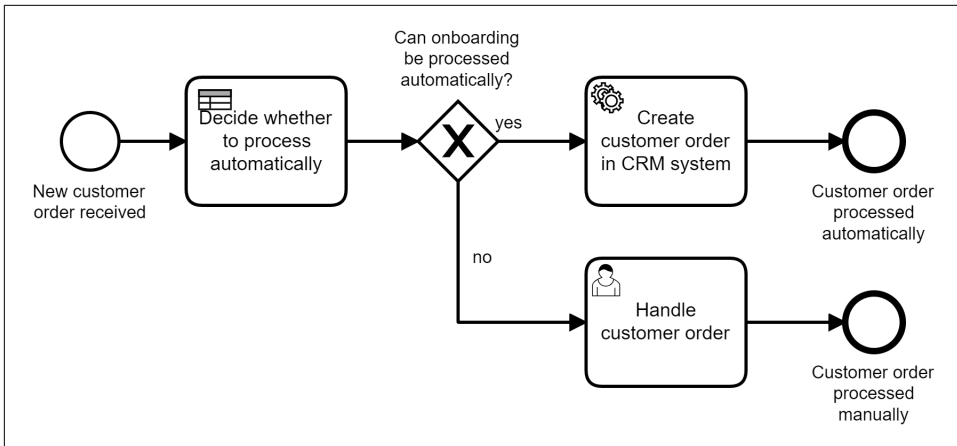 Can onboarding
be processed
automatically?
New customer
order received
Decide whether
to process
automatically
yes
Create
customer order
in CRM system
Customer order
processed
automatically
no
Handle
customer order
Customer order
processed
manually